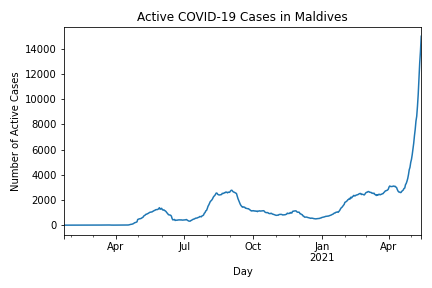 Active COVID-19 Cases in Maldives
14000
12000
10000
8000
6000
4000
2000
0
Number of Active Cases
Apr Jul Oct Jan Apr
2021
Day